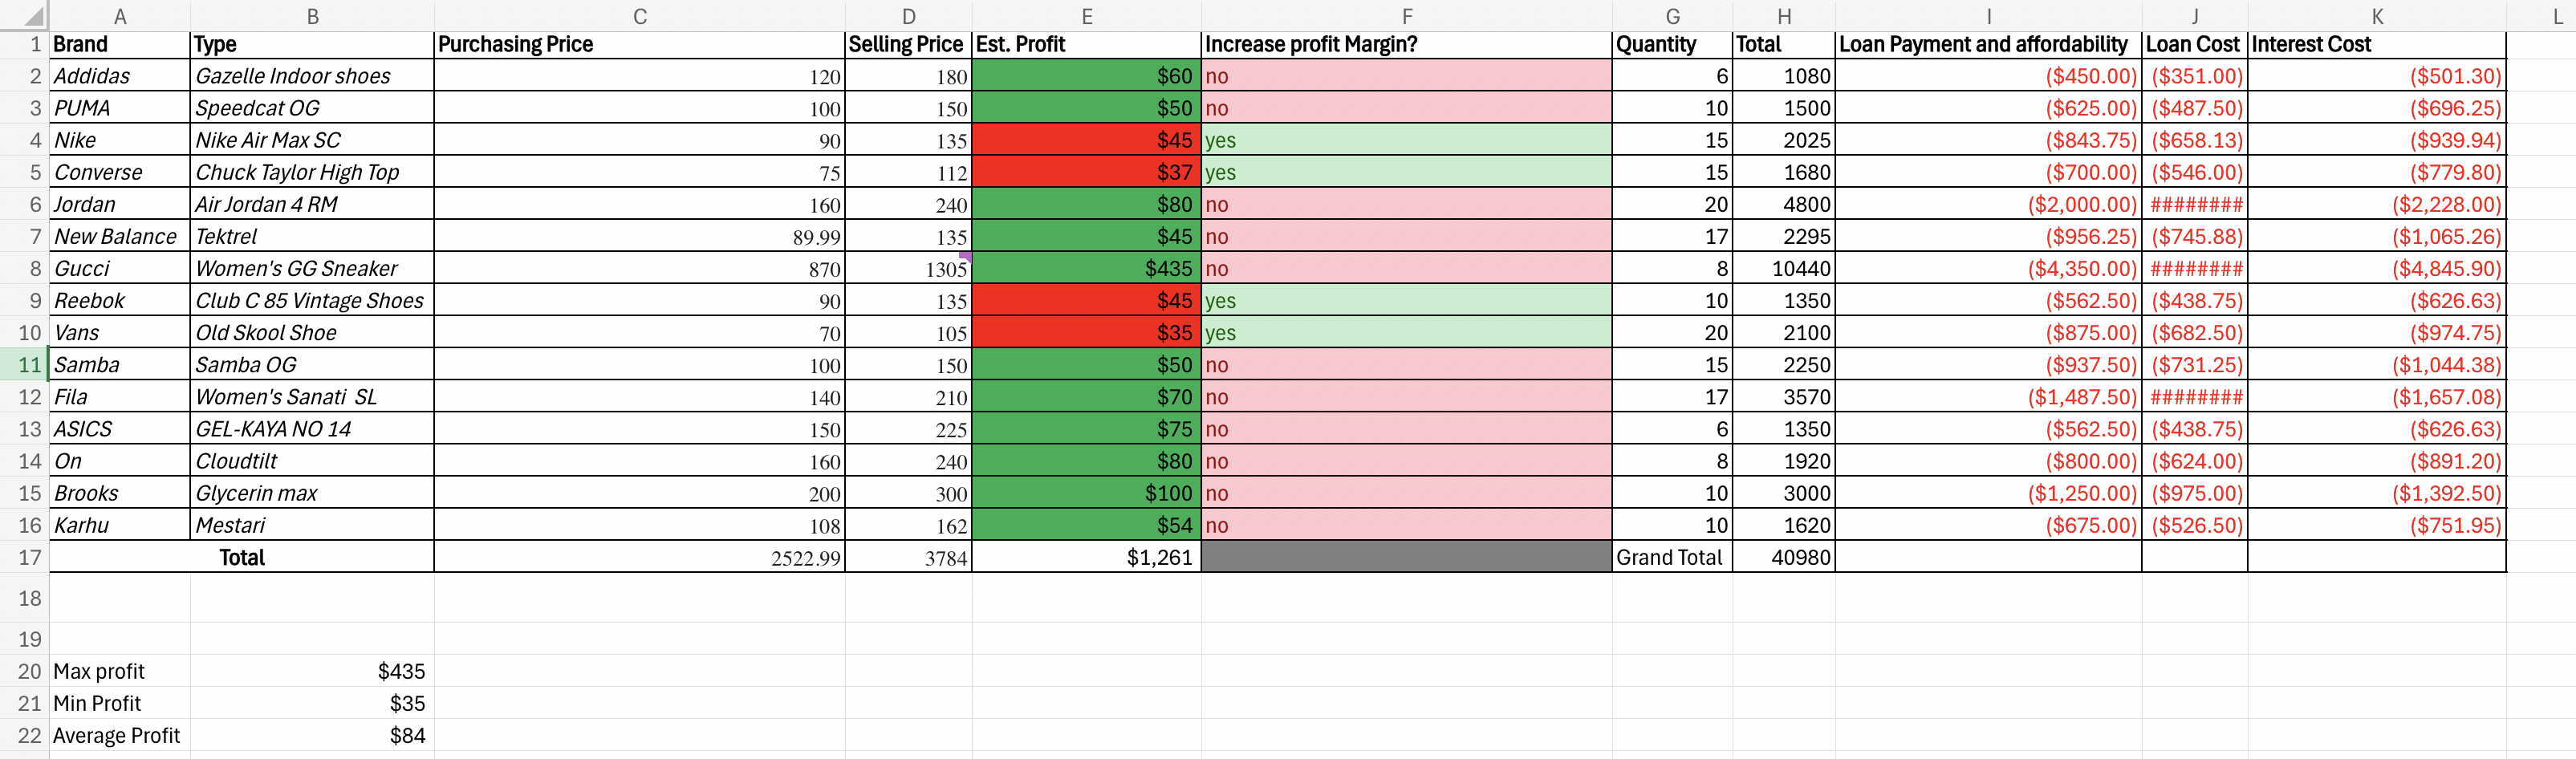 A B C D E F G H I J K L
1 Brand Type Purchasing Price Selling Price Est. Profit Increase profit Margin? Quantity Total Loan Payment and affordability Loan Cost Interest Cost
2 Addidas Gazelle Indoor shoes 120 180 $60 no 6 1080 ($450.00) ($351.00) ($501.30)
3 PUMA Speedcat OG 100 150 $50 no 10 1500 ($625.00) ($487.50) ($696.25)
4 Nike Nike Air Max SC 90 135 $45 yes 15 2025 ($843.75) ($658.13) ($939.94)
5 Converse Chuck Taylor High Top 75 112 $37 yes 15 1680 ($700.00) ($546.00) ($779.80)
6 Jordan Air Jordan 4 RM 160 240 $80 no 20 4800 ($2,000.00) ######## ($2,228.00)
7 New Balance Tektrel 89.99 135 $45 no 17 2295 ($956.25) ($745.88) ($1,065.26)
8 Gucci Women's GG Sneaker 870 1305 $435 no 8 10440 ($4,350.00) ######## ($4,845.90)
9 Reebok Club C 85 Vintage Shoes 90 135 $45 yes 10 1350 ($562.50) ($438.75) ($626.63)
10 Vans Old Skool Shoe 70 105 $35 yes 20 2100 ($875.00) ($682.50) ($974.75)
11 Samba Samba OG 100 150 $50 no 15 2250 ($937.50) ($731.25) ($1,044.38)
12 Fila Women's Sanati  SL 140 210 $70 no 17 3570 ($1,487.50) ######## ($1,657.08)
13 ASICS GEL-KAYA NO 14 150 225 $75 no 6 1350 ($562.50) ($438.75) ($626.63)
14 On Cloudtilt 160 240 $80 no 8 1920 ($800.00) ($624.00) ($891.20)
15 Brooks Glycerin max 200 300 $100 no 10 3000 ($1,250.00) ($975.00) ($1,392.50)
16 Karhu Mestari 108 162 $54 no 10 1620 ($675.00) ($526.50) ($751.95)
17 Total 2522.99 3784 $1,261 Grand Total 40980
18
19
20 Max profit $435
21 Min Profit $35
22 Average Profit $84